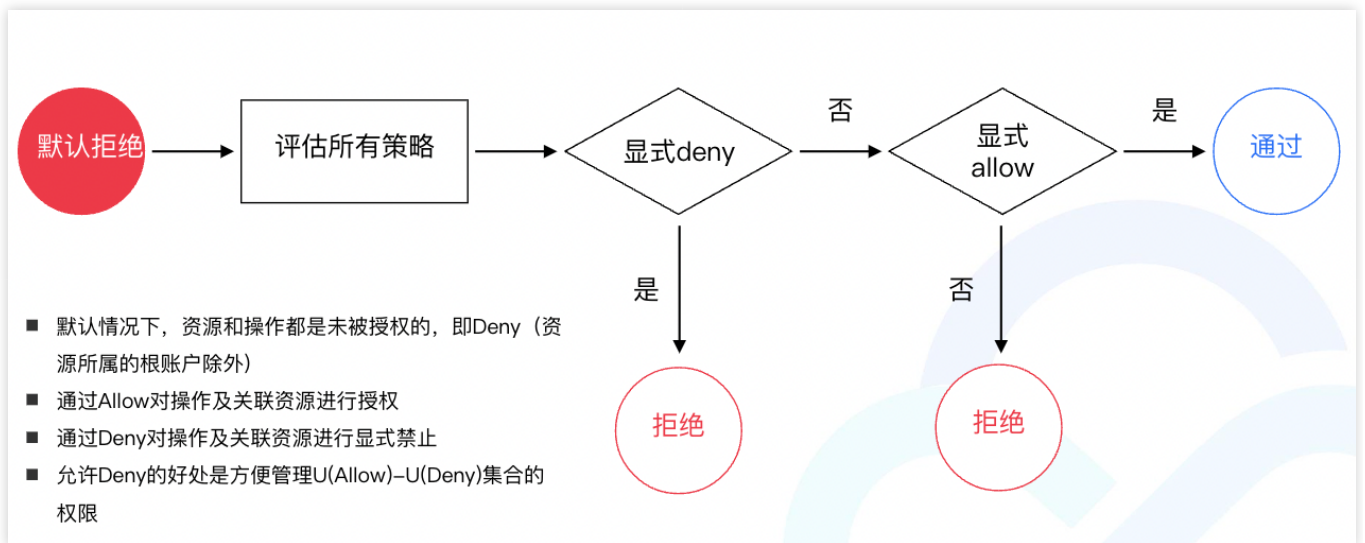 默认拒绝
评估所有策略
显式deny
否
显式
allow
是
通过
是
否
拒绝
拒绝
■ 默认情况下，资源和操作都是未被授权的，即Deny（资
源所属的根账户除外）
■ 通过Allow对操作及关联资源进行授权
■ 通过Deny对操作及关联资源进行显式禁止
■ 允许Deny的好处是方便管理U(Allow)–U(Deny)集合的
权限